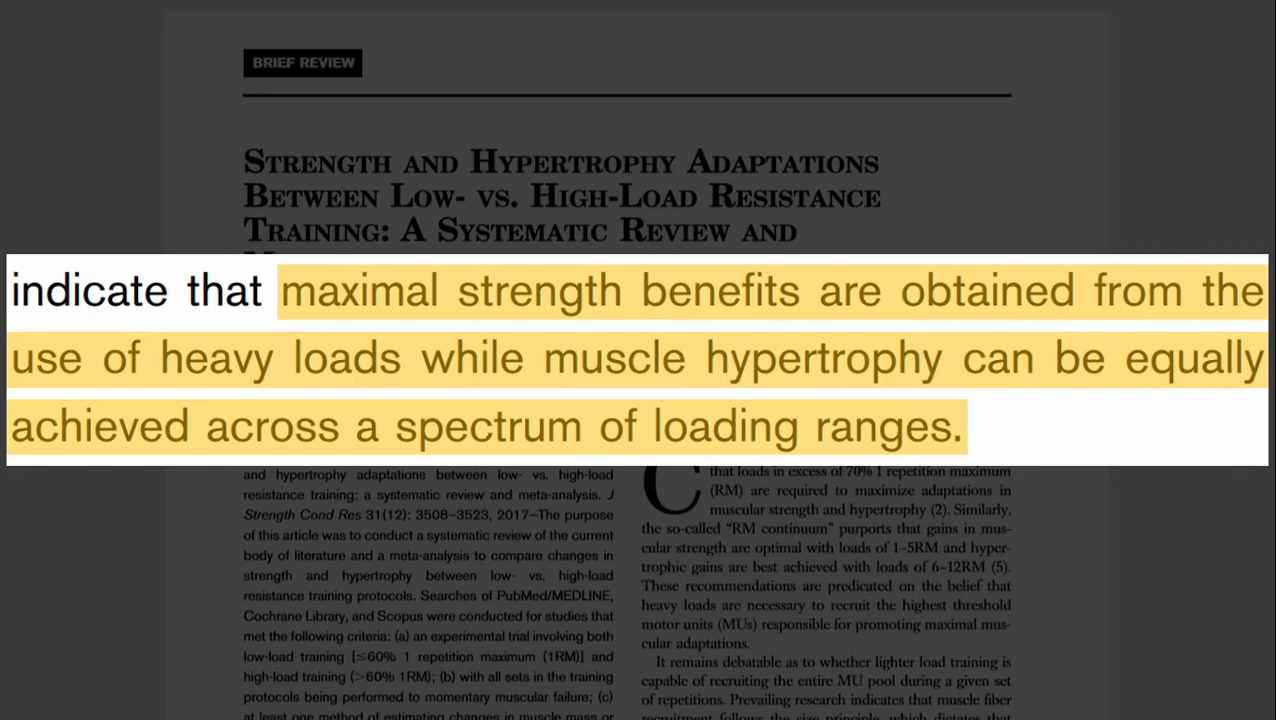 BRIEF REVIEW
STRENGTH AND HYPERTROPHY ADAPTATIONS
BETWEEN LOW- VS. HIGH-LOAD RESISTANCE
TRAINING: A SYSTEMATIC REVIEW AND
indicate that maximal strength benefits are obtained from the
use of heavy loads while muscle hypertrophy can be equally
achieved across a spectrum of loading ranges.
and hypertrophy adaptations between low- vs. high-load
resistance training: a systematic review and meta-analysis. J
Strength Cond Res 31(12): 3508–3523, 2017—The purpose
of this article was to conduct a systematic review of the current
body of literature and a meta-analysis to compare changes in
strength and hypertrophy between low- vs. high-load
resistance training protocols. Searches of PubMed/MEDLINE,
Cochrane Library, and Scopus were conducted for studies that
met the following criteria: (a) an experimental trial involving both
low-load training [≤60% 1 repetition maximum (1RM)] and
high-load training (>60% 1RM); (b) with all sets in the training
protocols being performed to momentary muscular failure; (c)
at least one method of estimating changes in muscle mass or
C that loads in excess of 70% 1 repetition maximum
(RM) are required to maximize adaptations in
muscular strength and hypertrophy (2). Similarly,
the so-called “RM continuum” purports that gains in mus-
cular strength are optimal with loads of 1–5RM and hyper-
trophic gains are best achieved with loads of 6–12RM (5).
These recommendations are predicated on the belief that
heavy loads are necessary to recruit the highest threshold
motor units (MUs) responsible for promoting maximal mus-
cular adaptations.
It remains debatable as to whether lighter load training is
capable of recruiting the entire MU pool during a given set
of repetitions. Prevailing research indicates that muscle fiber
recruitment follows the size principle, which dictates that